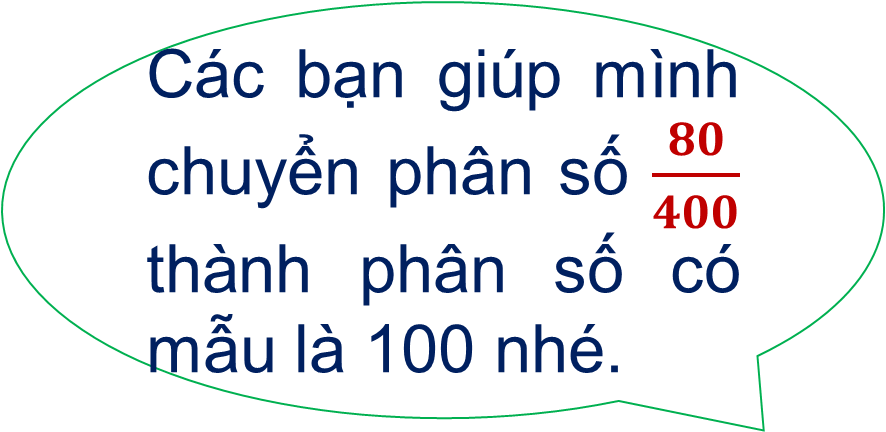 Các bạn giúp mình
chuyển phân số 80/400
thành phân số có
mẫu là 100 nhé.